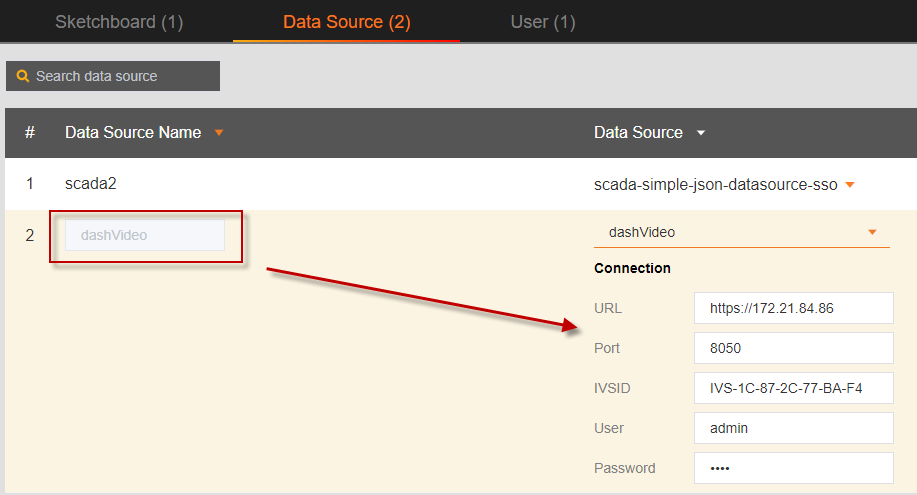 Sketchboard (1) Data Source (2) User (1)
Search data source
# Data Source Name Data Source
1 scada2 scada-simple-json-datasource-sso
2 dashVideo dashVideo
Connection
URL https://172.21.84.86
Port 8050
IVSID IVS-1C-87-2C-77-BA-F4
User admin
Password ••••